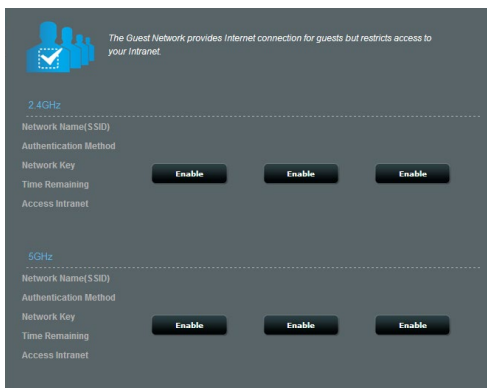 The Guest Network provides Internet connection for guests but restricts access to
your Intranet.
2.4GHz
Network Name(SSID)
Authentication Method
Network Key
Enable Enable Enable
Time Remaining
Access Intranet
5GHz
Network Name(SSID)
Authentication Method
Network Key
Enable Enable Enable
Time Remaining
Access Intranet